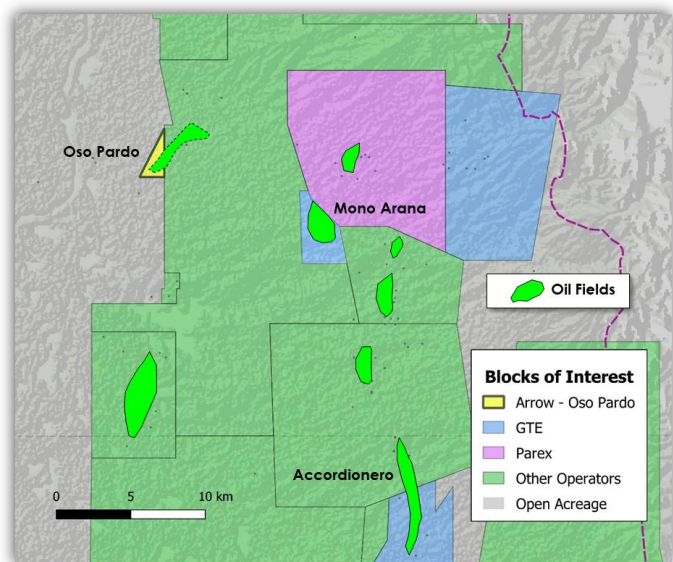 Oso Pardo
Mono Arana
Oil Fields
Blocks of Interest
Arrow - Oso Pardo
GTE
Parex
Other Operators
Open Acreage
Accordionero
0 5 10 km